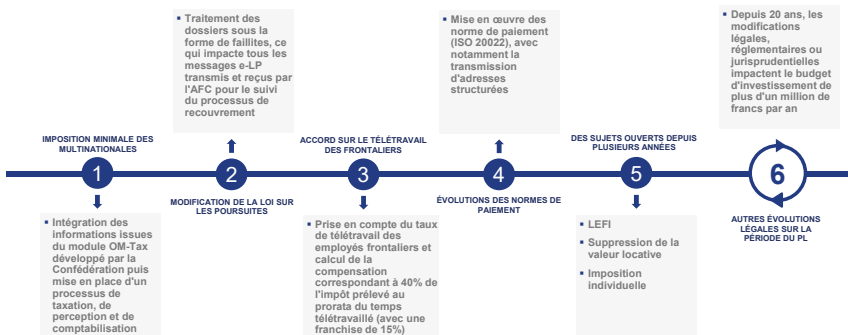 IMPOSITION MINIMALE DES
MULTINATIONALES
1
▪ Intégration des
informations issues
du module OM-Tax
développé par la
Confédération puis
mise en place d'un
processus de
taxation, de
perception et de
comptabilisation
▪ Traitement des
dossiers sous la
forme de faillites, ce
qui impacte tous les
messages e-LP
transmis et reçus par
l'AFC pour le suivi
du processus de
recouvrement
2
MODIFICATION DE LA LOI SUR
LES POURSUITES
ACCORD SUR LE TÉLÉTRAVAIL
DES FRONTALIERS
3
▪ Prise en compte du taux
de télétravail des
employés frontaliers et
calcul de la
compensation
correspondant à 40% de
l'impôt prélevé au
prorata du temps
télétravaillé (avec une
franchise de 15%)
▪ Mise en œuvre des
norme de paiement
(ISO 20022), avec
notamment la
transmission
d'adresses
structurées
4
ÉVOLUTIONS DES NORMES DE
PAIEMENT
DES SUJETS OUVERTS DEPUIS
PLUSIEURS ANNÉES
5
▪ LEFI
▪ Suppression de la
valeur locative
▪ Imposition
individuelle
▪ Depuis 20 ans, les
modifications
légales,
réglementaires ou
jurisprudentielles
impactent le budget
d'investissement de
plus d'un million de
francs par an
6
AUTRES ÉVOLUTIONS
LÉGALES SUR LA
PÉRIODE DU PL